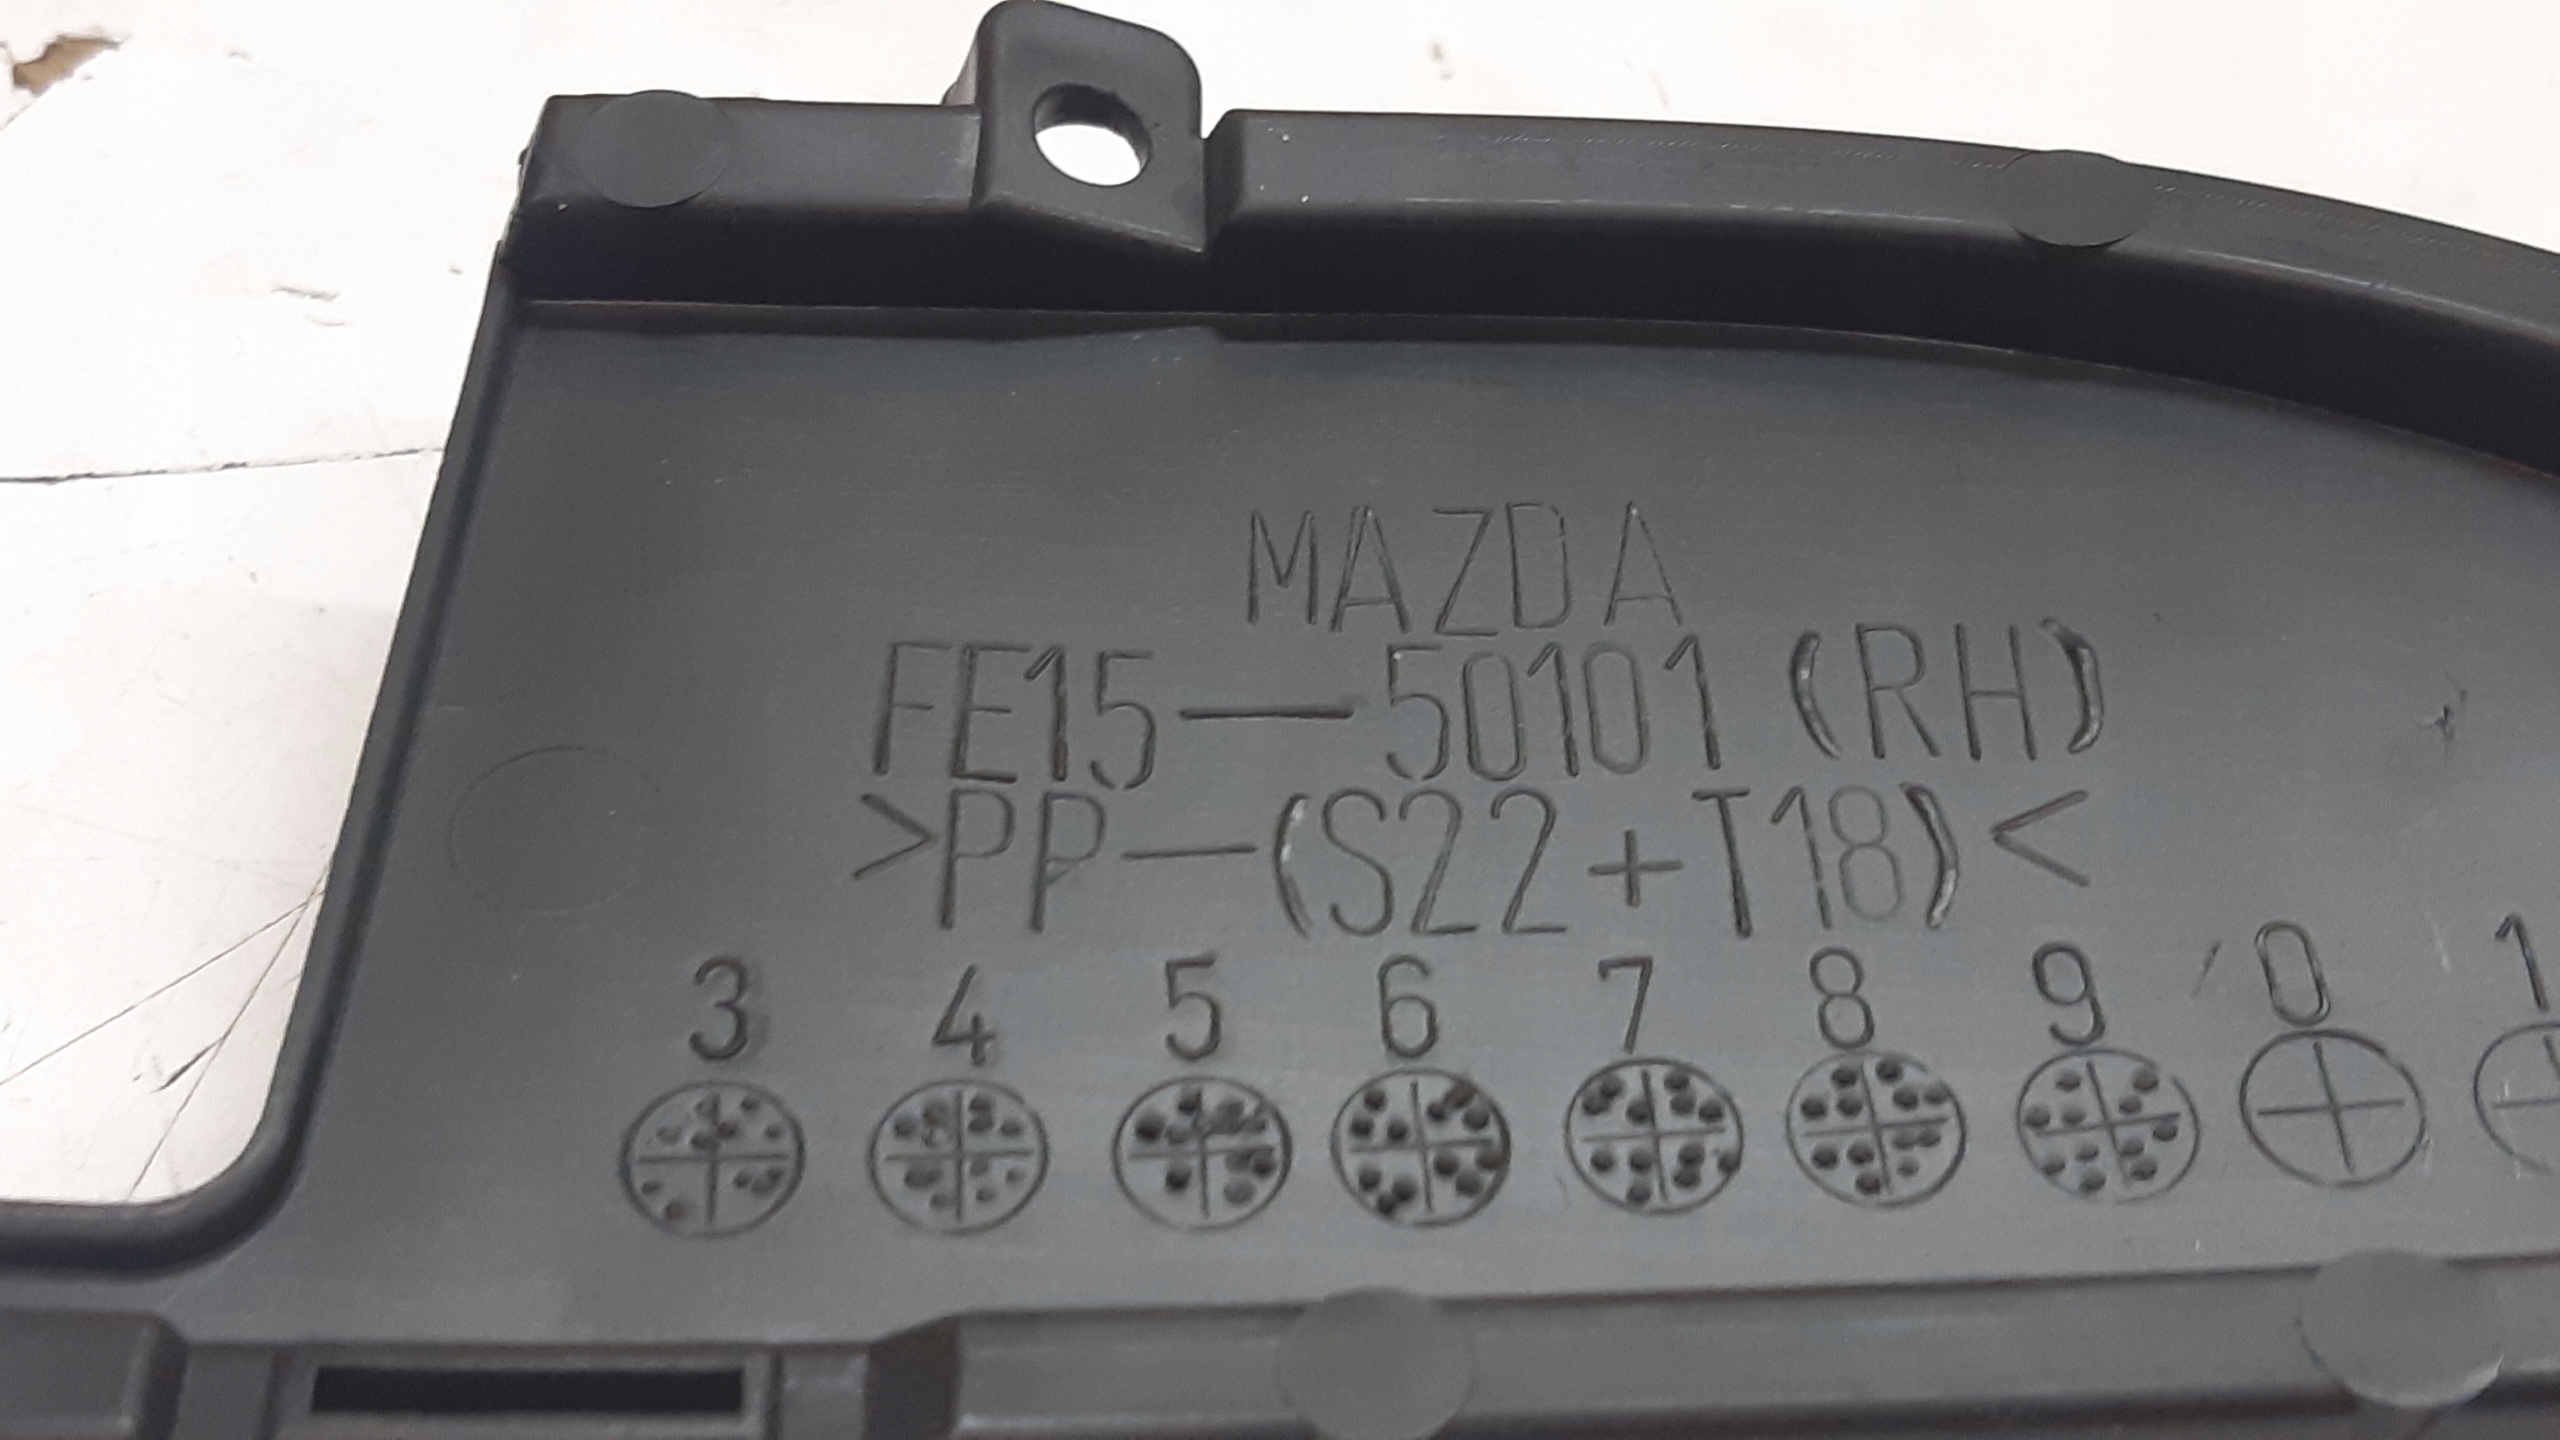 MAZDA
FE15-50101 (RH)
>PP-(S22+T18)<
3 4 5 6 7 8 9 0 1